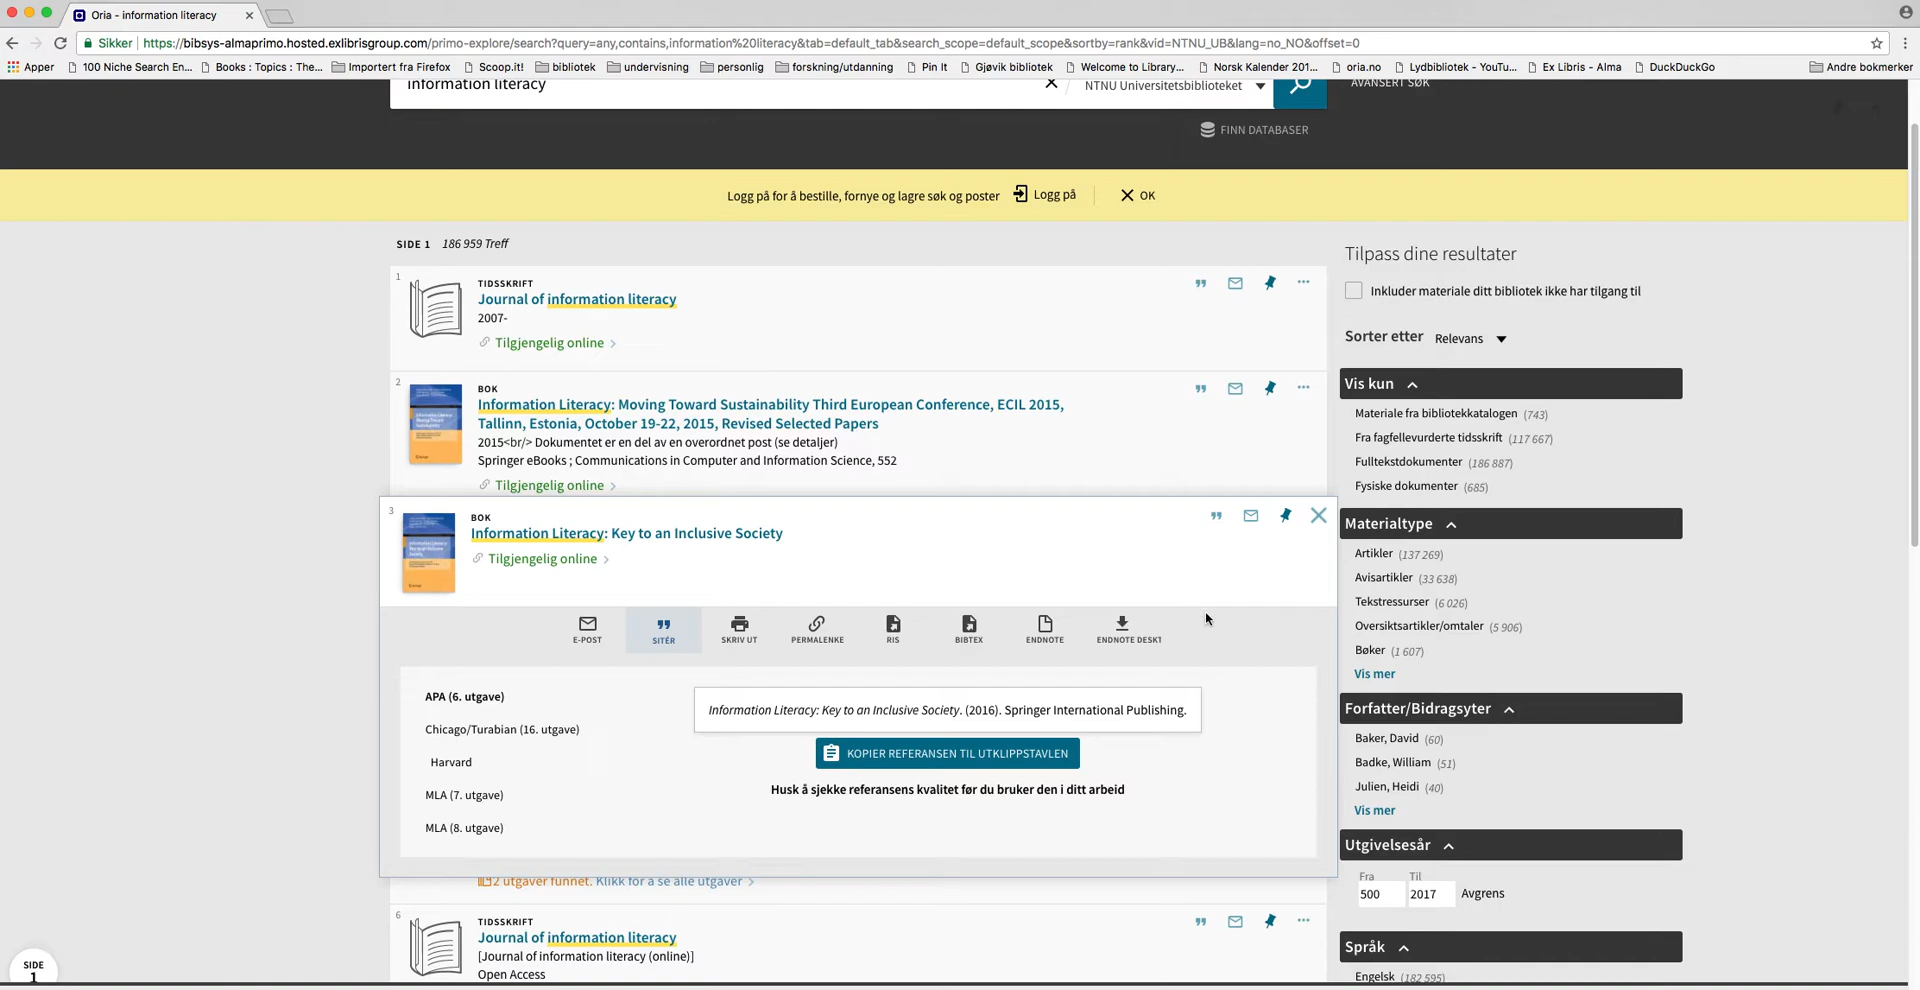 Oria - information literacy
Sikker https://bibsys-almaprimo.hosted.exlibrisgroup.com/primo-explore/search?query=any,contains,information%20literacy&tab=default_tab&search_scope=default_scope&sortby=rank&vid=NTNU_UB&lang=no_NO&offset=0
Apper 100 Niche Search En... Books : Topics : The... Importert fra Firefox Scoop.it! bibliotek undervisning personlig forskning/utdanning Pin It Gjøvik bibliotek Welcome to Library... Norsk Kalender 201... oria.no Lydbibliotek - YouTu... Ex Libris - Alma DuckDuckGo Andre bokmerker
information literacy NTNU Universitetsbiblioteket AVANSERT SØK
FINN DATABASER
Logg på for å bestille, fornye og lagre søk og poster Logg på OK
SIDE 1 186 959 Treff
1
TIDSSKRIFT
Journal of information literacy
2007-
Tilgjengelig online
2
BOK
Information Literacy: Moving Toward Sustainability Third European Conference, ECIL 2015,
Tallinn, Estonia, October 19-22, 2015, Revised Selected Papers
2015<br/> Dokumentet er en del av en overordnet post (se detaljer)
Springer eBooks ; Communications in Computer and Information Science, 552
Tilgjengelig online
3
BOK
Information Literacy: Key to an Inclusive Society
Tilgjengelig online
E-POST SITÉR SKRIV UT PERMALENKE RIS BIBTEX ENDNOTE ENDNOTE DESKT
APA (6. utgave)
Chicago/Turabian (16. utgave)
Harvard
MLA (7. utgave)
MLA (8. utgave)
Information Literacy: Key to an Inclusive Society. (2016). Springer International Publishing.
KOPIER REFERANSEN TIL UTKLIPPSTAVLEN
Husk å sjekke referansens kvalitet før du bruker den i ditt arbeid
2 utgaver funnet. Klikk for å se alle utgaver
6
TIDSSKRIFT
Journal of information literacy
[Journal of information literacy (online)]
Open Access
SIDE
1
Tilpass dine resultater
Inkluder materiale ditt bibliotek ikke har tilgang til
Sorter etter Relevans
Vis kun
Materiale fra bibliotekkatalogen (743)
Fra fagfellevurderte tidsskrift (117 667)
Fulltekstdokumenter (186 887)
Fysiske dokumenter (685)
Materialtype
Artikler (137 269)
Avisartikler (33 638)
Tekstressurser (6 026)
Oversiktsartikler/omtaler (5 906)
Bøker (1 607)
Vis mer
Forfatter/Bidragsyter
Baker, David (60)
Badke, William (51)
Julien, Heidi (40)
Vis mer
Utgivelsesår
Fra Til
500 2017 Avgrens
Språk
Engelsk (182 595)